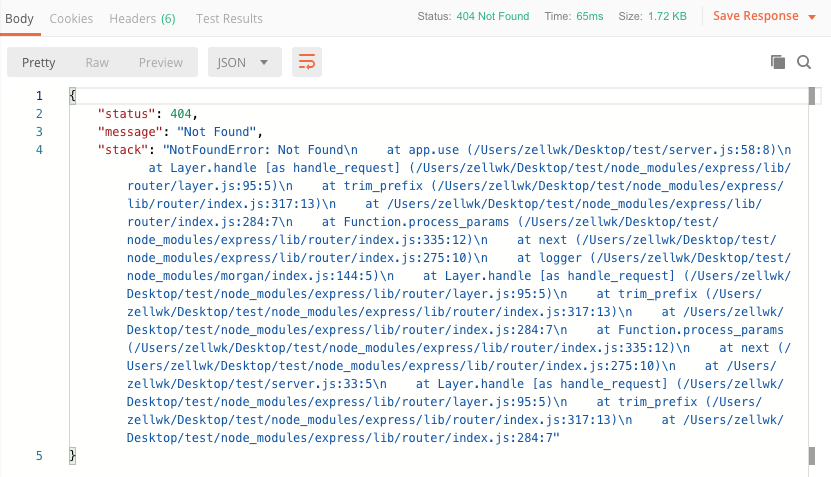 Body Cookies Headers (6) Test Results Status: 404 Not Found Time: 65ms Size: 1.72 KB Save Response
Pretty Raw Preview JSON
1 {
2 "status": 404,
3 "message": "Not Found",
4 "stack": "NotFoundError: Not Found\n    at app.use (/Users/zellwk/Desktop/test/server.js:58:8)\n
at Layer.handle [as handle_request] (/Users/zellwk/Desktop/test/node_modules/express/lib/
router/layer.js:95:5)\n    at trim_prefix (/Users/zellwk/Desktop/test/node_modules/express/
lib/router/index.js:317:13)\n    at /Users/zellwk/Desktop/test/node_modules/express/lib/
router/index.js:284:7\n    at Function.process_params (/Users/zellwk/Desktop/test/
node_modules/express/lib/router/index.js:335:12)\n    at next (/Users/zellwk/Desktop/test/
node_modules/express/lib/router/index.js:275:10)\n    at logger (/Users/zellwk/Desktop/test/
node_modules/morgan/index.js:144:5)\n    at Layer.handle [as handle_request] (/Users/zellwk/
Desktop/test/node_modules/express/lib/router/layer.js:95:5)\n    at trim_prefix (/Users/
zellwk/Desktop/test/node_modules/express/lib/router/index.js:317:13)\n    at /Users/zellwk/
Desktop/test/node_modules/express/lib/router/index.js:284:7\n    at Function.process_params
(/Users/zellwk/Desktop/test/node_modules/express/lib/router/index.js:335:12)\n    at next (/
Users/zellwk/Desktop/test/node_modules/express/lib/router/index.js:275:10)\n    at /Users/
zellwk/Desktop/test/server.js:33:5\n    at Layer.handle [as handle_request] (/Users/zellwk/
Desktop/test/node_modules/express/lib/router/layer.js:95:5)\n    at trim_prefix (/Users/
zellwk/Desktop/test/node_modules/express/lib/router/index.js:317:13)\n    at /Users/zellwk/
Desktop/test/node_modules/express/lib/router/index.js:284:7"
5 }